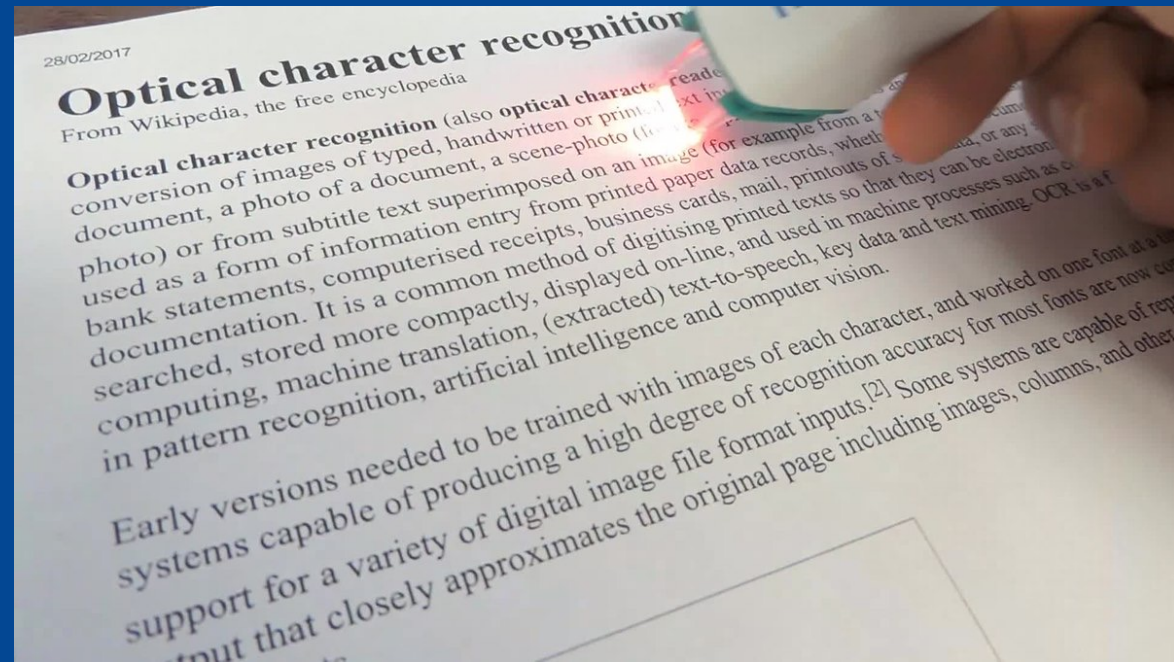 28/02/2017
Optical character recognition
From Wikipedia, the free encyclopedia
Optical character recognition (also optical
conversion of images of typed, handwritten or
document, a photo of a document, a scene-photo
photo) or from subtitle text superimposed on an image (for example from a
used as a form of information entry from printed paper data records,
bank statements, computerised receipts, business cards, mail, printouts of
documentation. It is a common method of digitising printed texts so that they can be
searched, stored more compactly, displayed on-line, and used in machine processes such as
computing, machine translation, (extracted) text-to-speech, key data and text mining. OCR is a
in pattern recognition, artificial intelligence and computer vision.
Early versions needed to be trained with images of each character, and worked on one font at a
systems capable of producing a high degree of recognition accuracy for most fonts are now
support for a variety of digital image file format inputs.[2] Some systems are capable of
that closely approximates the original page including images, columns, and other